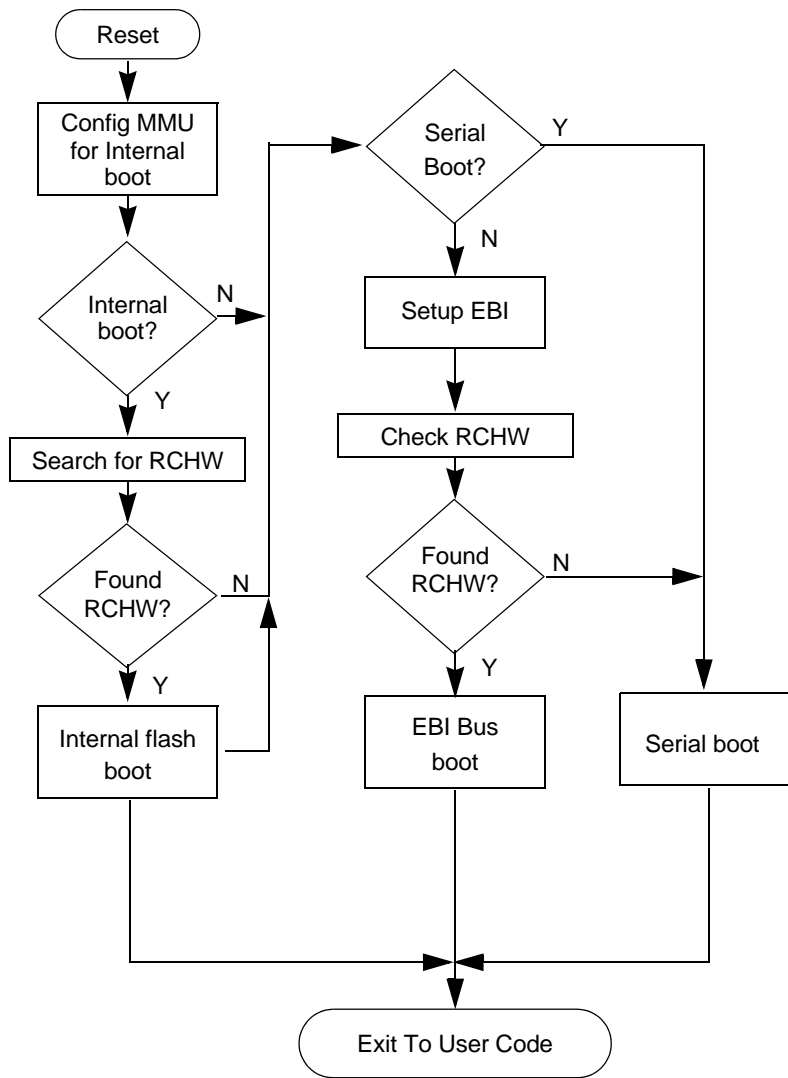 Reset
Config MMU
for Internal
boot
Internal
boot?
N
Y
Search for RCHW
Found
RCHW?
N
Y
Internal flash
boot
Serial
Boot?
Y
N
Setup EBI
Check RCHW
Found
RCHW?
N
Y
EBI Bus
boot
Serial boot
Exit To User Code